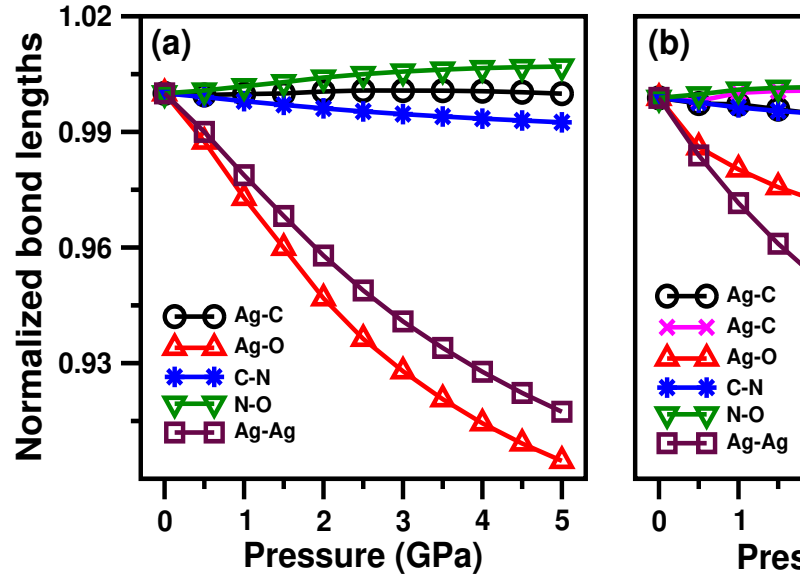 Normalized bond lengths
1.02
0.99
0.96
0.93
(a)
Ag-C
Ag-O
C-N
N-O
Ag-Ag
0 1 2 3 4 5
Pressure (GPa)
(b)
Ag-C
Ag-C
Ag-O
C-N
N-O
Ag-Ag
0 1
Pres